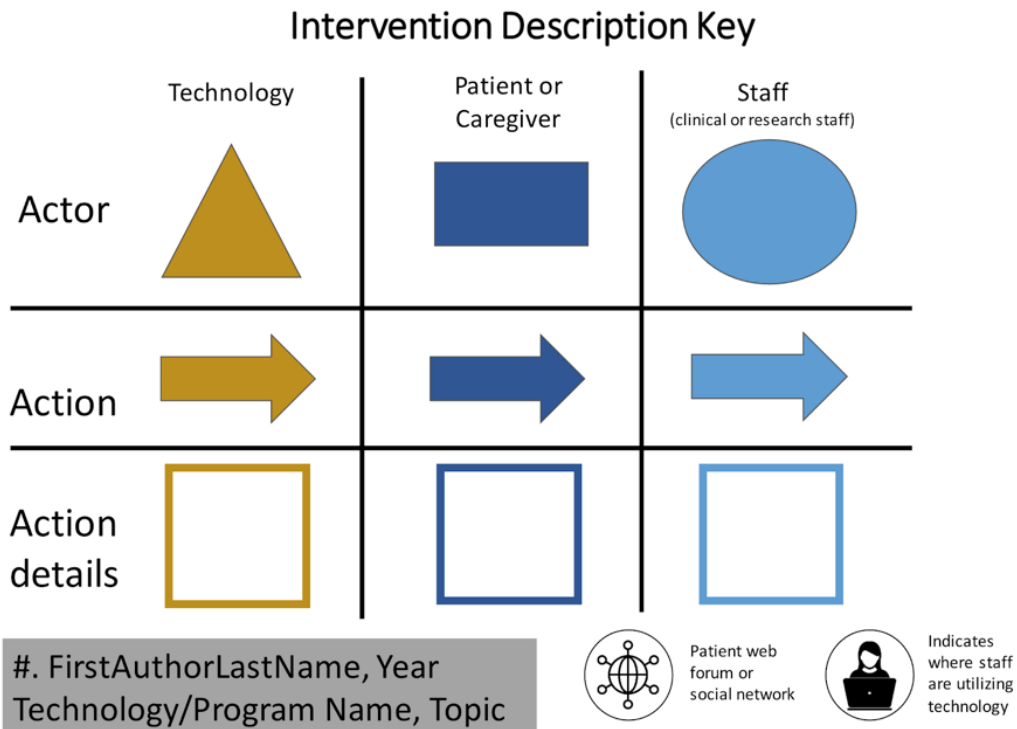 Intervention Description Key
Technology
Patient or
Caregiver
Staff
(clinical or research staff)
Actor
Action
Action
details
#. FirstAuthorLastName, Year
Technology/Program Name, Topic
Patient web
forum or
social network
Indicates
where staff
are utilizing
technology